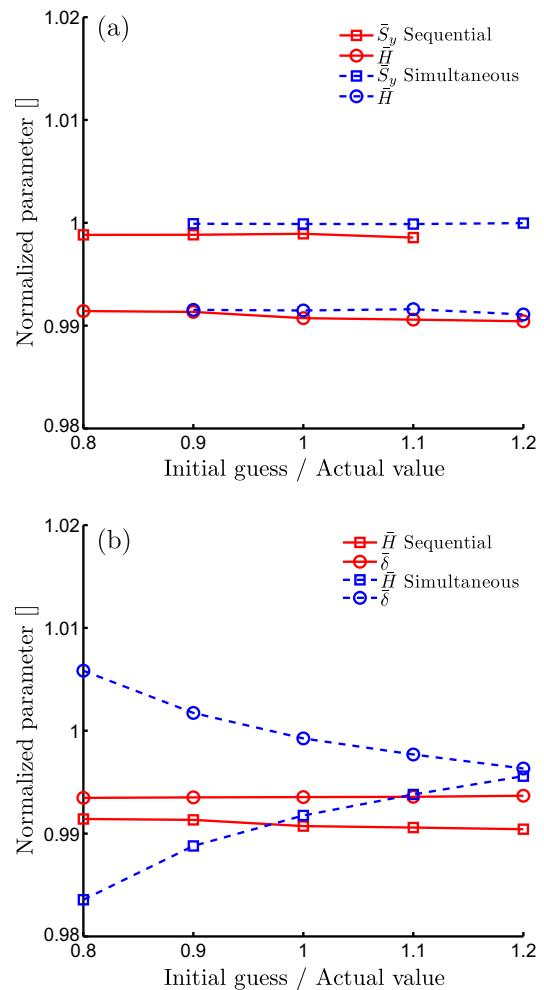 1.02
(a)
S̄y Sequential
H̄
S̄y Simultaneous
H̄
1.01
1
0.99
0.98
Normalized parameter []
0.8 0.9 1 1.1 1.2
Initial guess / Actual value
1.02
(b)
H̄ Sequential
δ̄
H̄ Simultaneous
δ̄
1.01
1
0.99
0.98
Normalized parameter []
0.8 0.9 1 1.1 1.2
Initial guess / Actual value